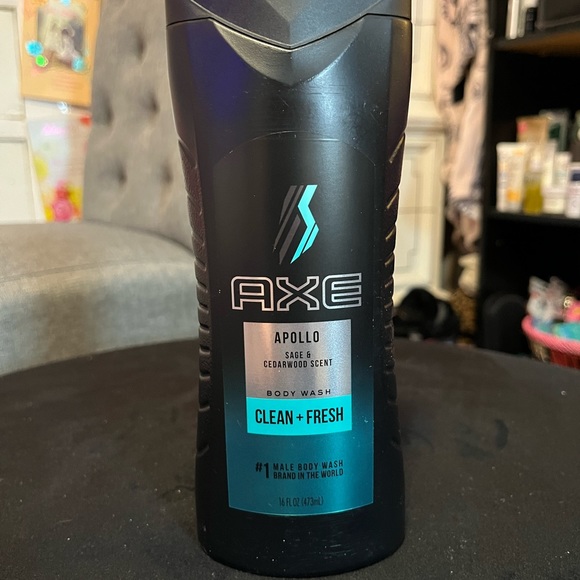 AXE
APOLLO
SAGE &
CEDARWOOD SCENT
BODY WASH
CLEAN + FRESH
#1 MALE BODY WASH
BRAND IN THE WORLD
16 FL OZ (473mL)